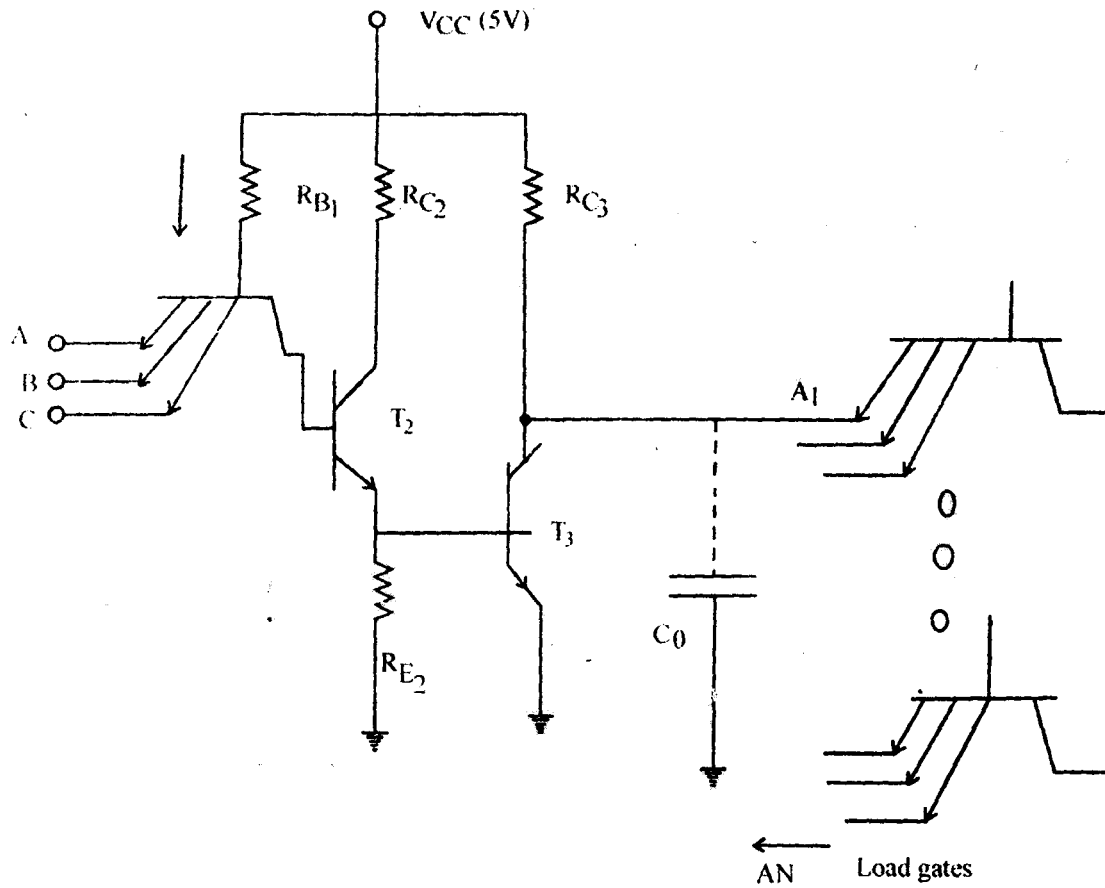 VCC (5V)
RB1
RC2
RC3
A
B
C
T2
A1
T3
C0
RE2
AN
Load gates